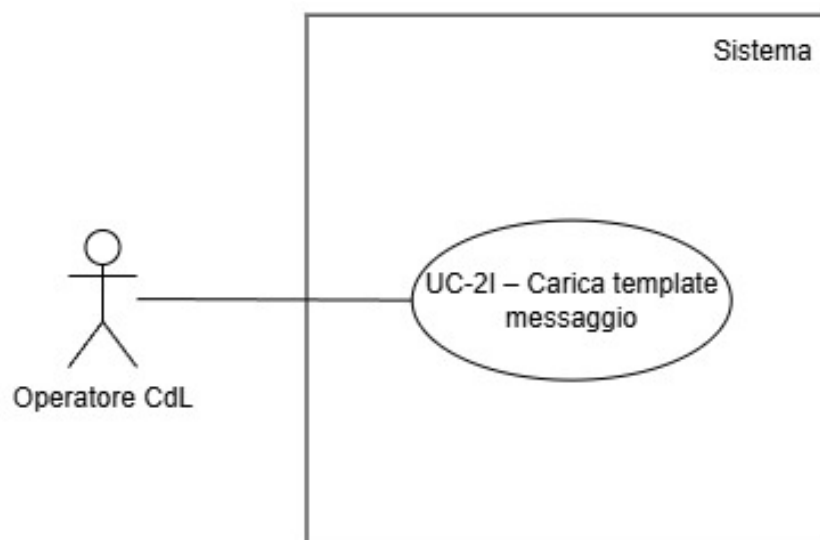 Sistema
UC-2I – Carica template
messaggio
Operatore CdL